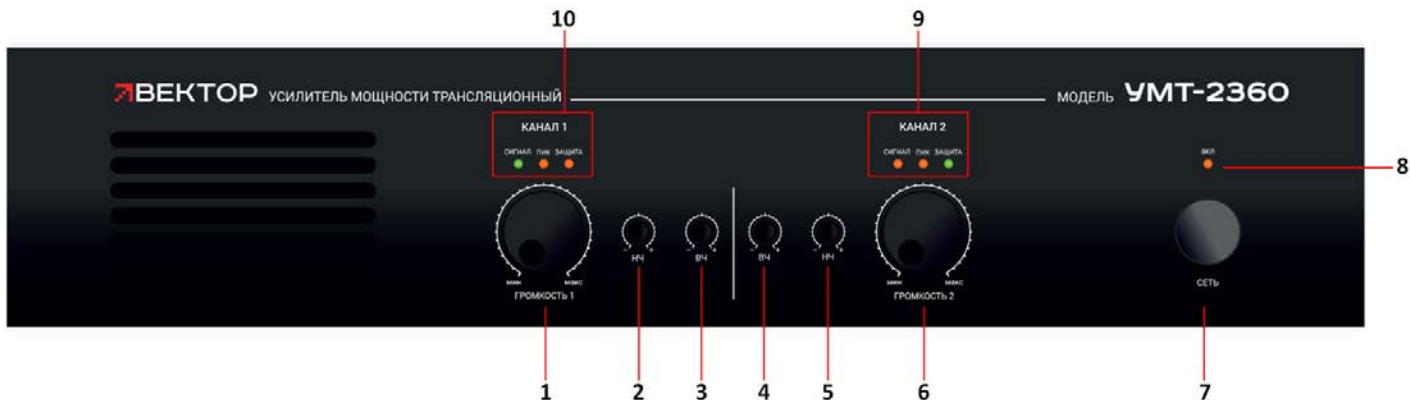 10
9
ВЕКТОР УСИЛИТЕЛЬ МОЩНОСТИ ТРАНСЛЯЦИОННЫЙ МОДЕЛЬ УМТ-2360
КАНАЛ 1
КАНАЛ 2
СИГНАЛ ПИК ЗАЩИТА
СИГНАЛ ПИК ЗАЩИТА
ВКЛ
8
- + - + - + - +
НЧ ВЧ ВЧ НЧ
МИН МАКС
МИН МАКС
СЕТЬ
ГРОМКОСТЬ 1
ГРОМКОСТЬ 2
1 2 3 4 5 6 7